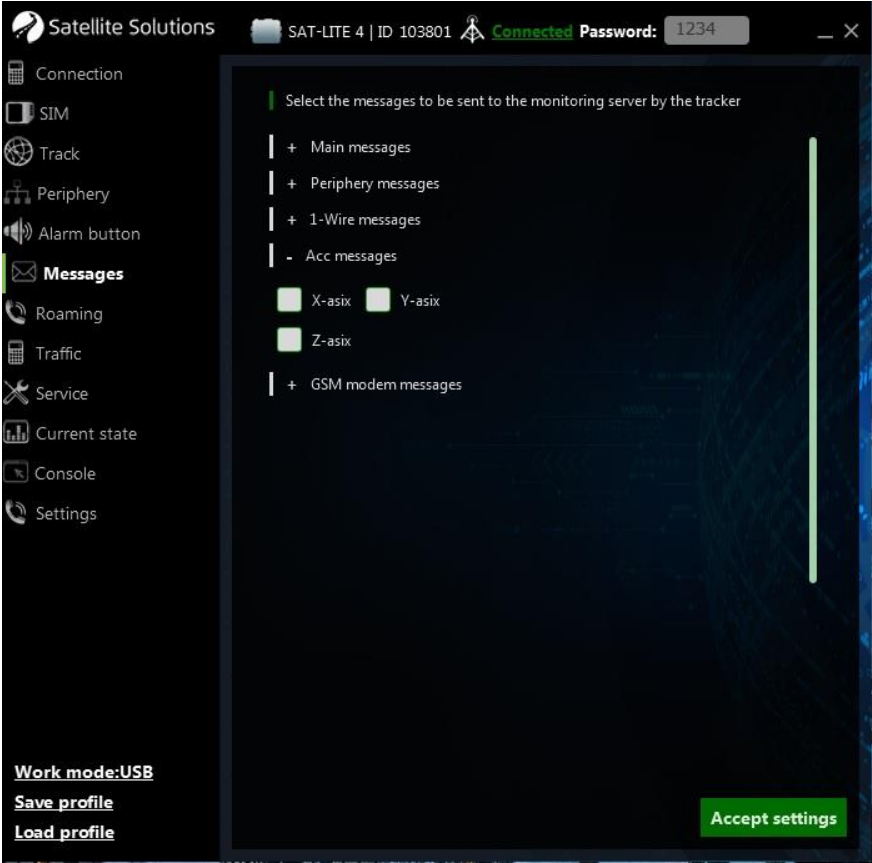 Satellite Solutions
SAT-LITE 4 | ID 103801 Connected Password: 1234
Connection
SIM
Track
Periphery
Alarm button
Messages
Roaming
Traffic
Service
Current state
Console
Settings
Work mode:USB
Save profile
Load profile
Select the messages to be sent to the monitoring server by the tracker
+ Main messages
+ Periphery messages
+ 1-Wire messages
- Acc messages
X-asix Y-asix
Z-asix
+ GSM modem messages
Accept settings